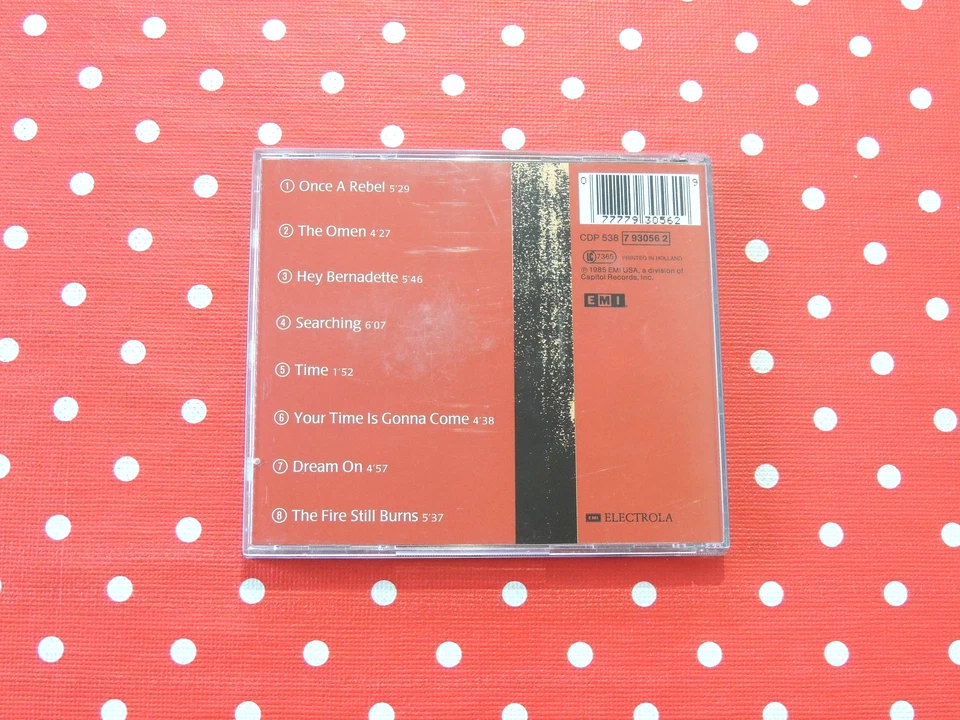 ① Once A Rebel 5'29
② The Omen 4'27
③ Hey Bernadette 5'46
④ Searching 6'07
⑤ Time 1'52
⑥ Your Time Is Gonna Come 4'38
⑦ Dream On 4'57
⑧ The Fire Still Burns 5'37
0 77779 30562 9
CDP 538 7 93056 2
LC 7365 PRINTED IN HOLLAND
℗ 1985 EMI USA, a division of
Capitol Records, Inc.
EMI
EMI ELECTROLA